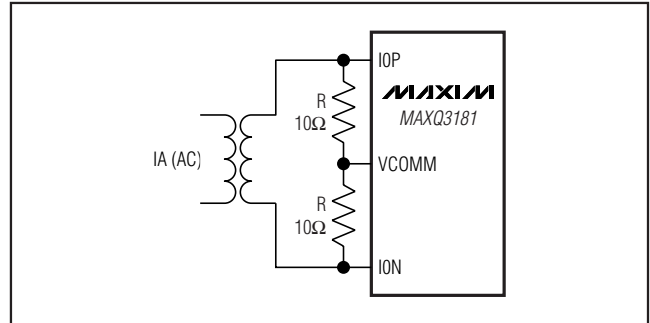 I0P
MAXIM
R
10Ω
MAXQ3181
IA (AC)
VCOMM
R
10Ω
I0N